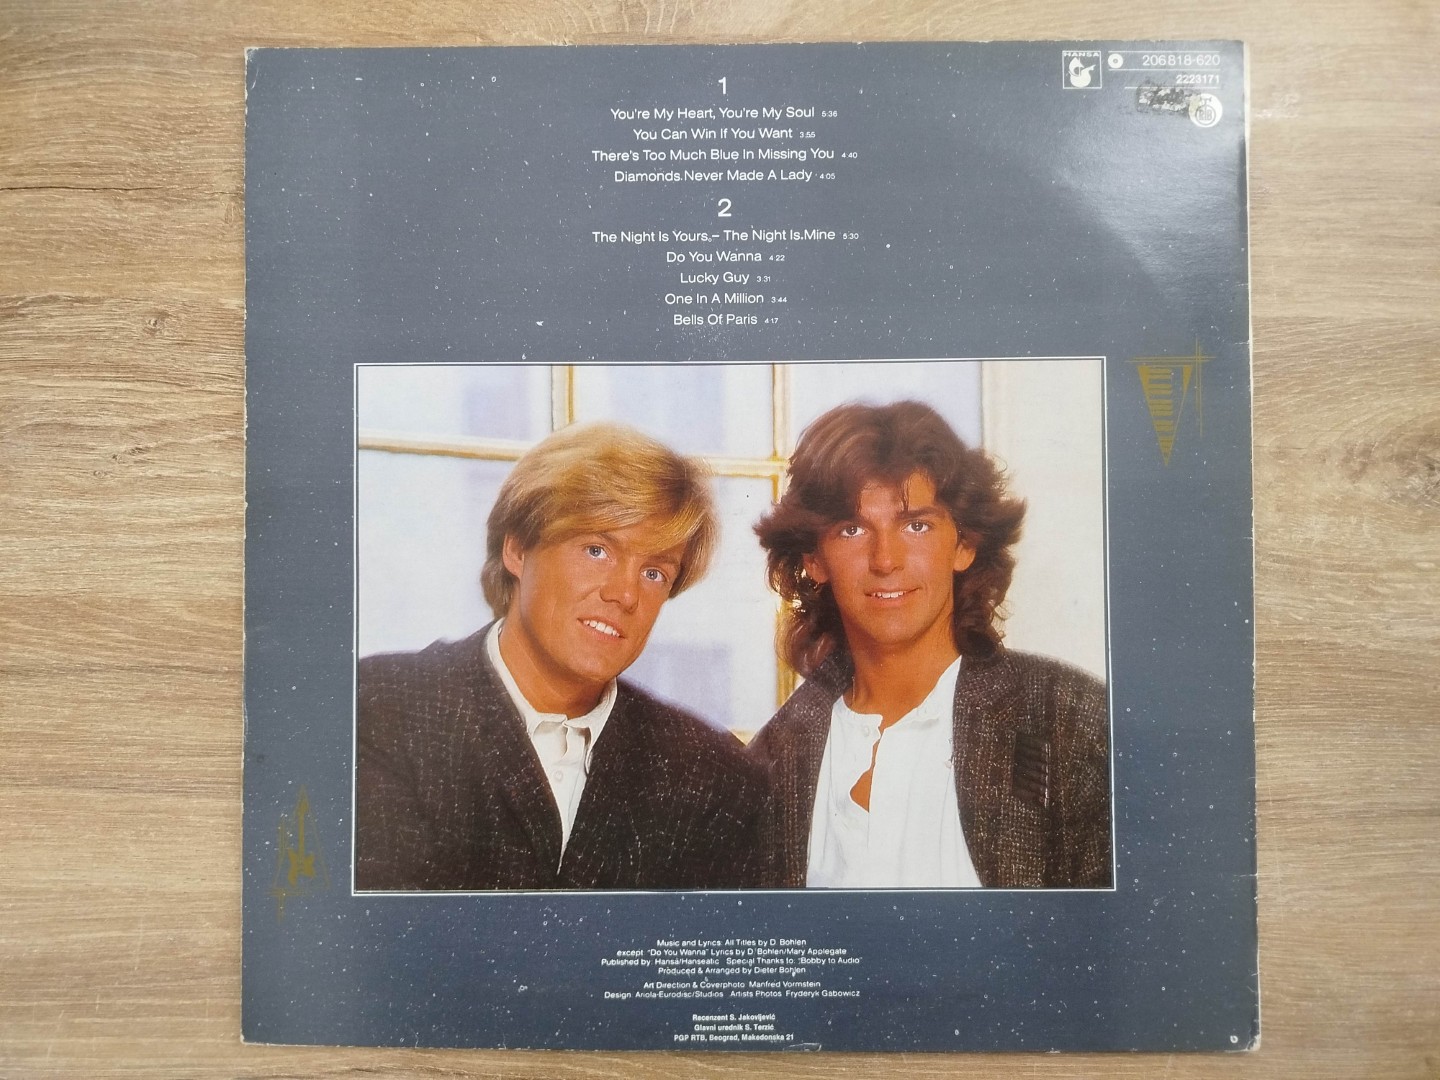 HANSA
206818-620
2223171
RTB
1
You're My Heart, You're My Soul 5:36
You Can Win If You Want 3:55
There's Too Much Blue In Missing You 4:40
Diamonds Never Made A Lady 4:05
2
The Night Is Yours – The Night Is Mine 5:30
Do You Wanna 4:22
Lucky Guy 3:31
One In A Million 3:44
Bells Of Paris 4:17
Music and Lyrics: All Titles by D. Bohlen
except "Do You Wanna" Lyrics by D. Bohlen/Mary Applegate
Published by: Hansa/Hanseatic Special Thanks to: "Bobby to Audio"
Produced & Arranged by Dieter Bohlen
Art Direction & Coverphoto Manfred Vormstein
Design: Ariola-Eurodisc/Studios Artists Photos Fryderyk Gabowicz
Recenzent S. Jakovljević
Glavni urednik S. Terzić
PGP RTB, Beograd, Makedonska 21